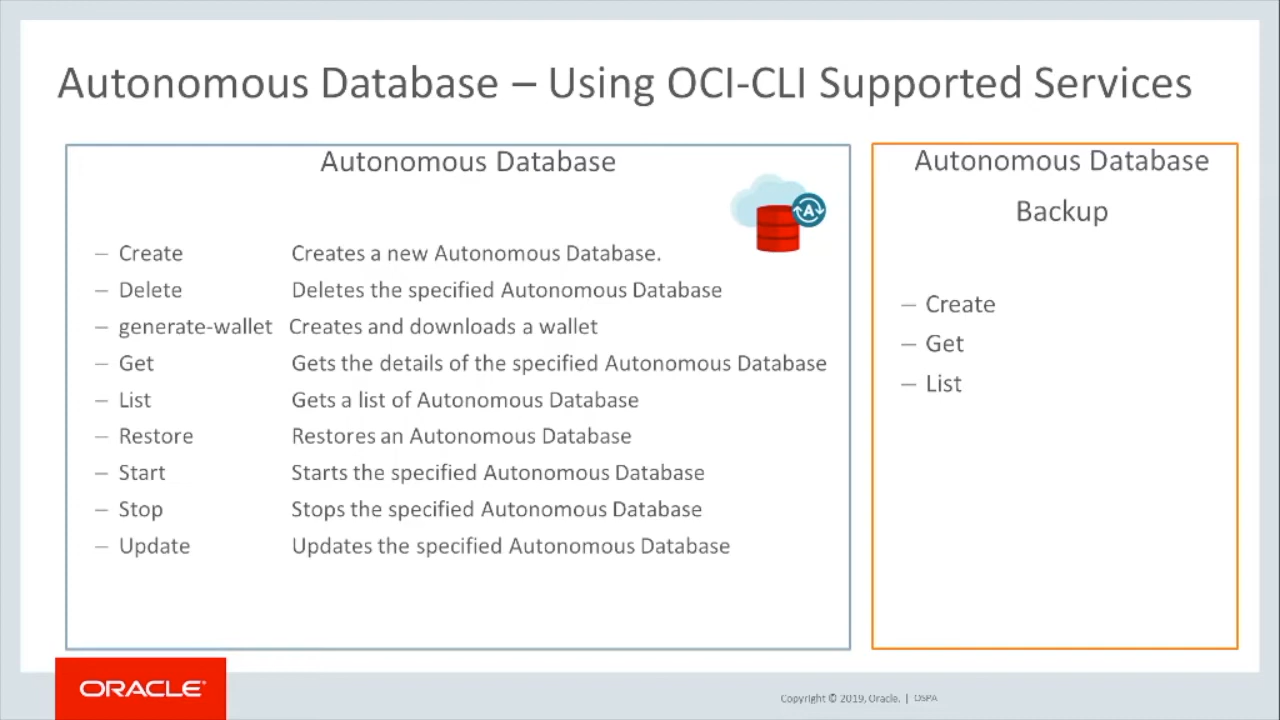 Autonomous Database – Using OCI-CLI Supported Services
Autonomous Database
– Create Creates a new Autonomous Database.
– Delete Deletes the specified Autonomous Database
– generate-wallet Creates and downloads a wallet
– Get Gets the details of the specified Autonomous Database
– List Gets a list of Autonomous Database
– Restore Restores an Autonomous Database
– Start Starts the specified Autonomous Database
– Stop Stops the specified Autonomous Database
– Update Updates the specified Autonomous Database
A
Autonomous Database
Backup
– Create
– Get
– List
ORACLE®
Copyright © 2019, Oracle. | OSPA